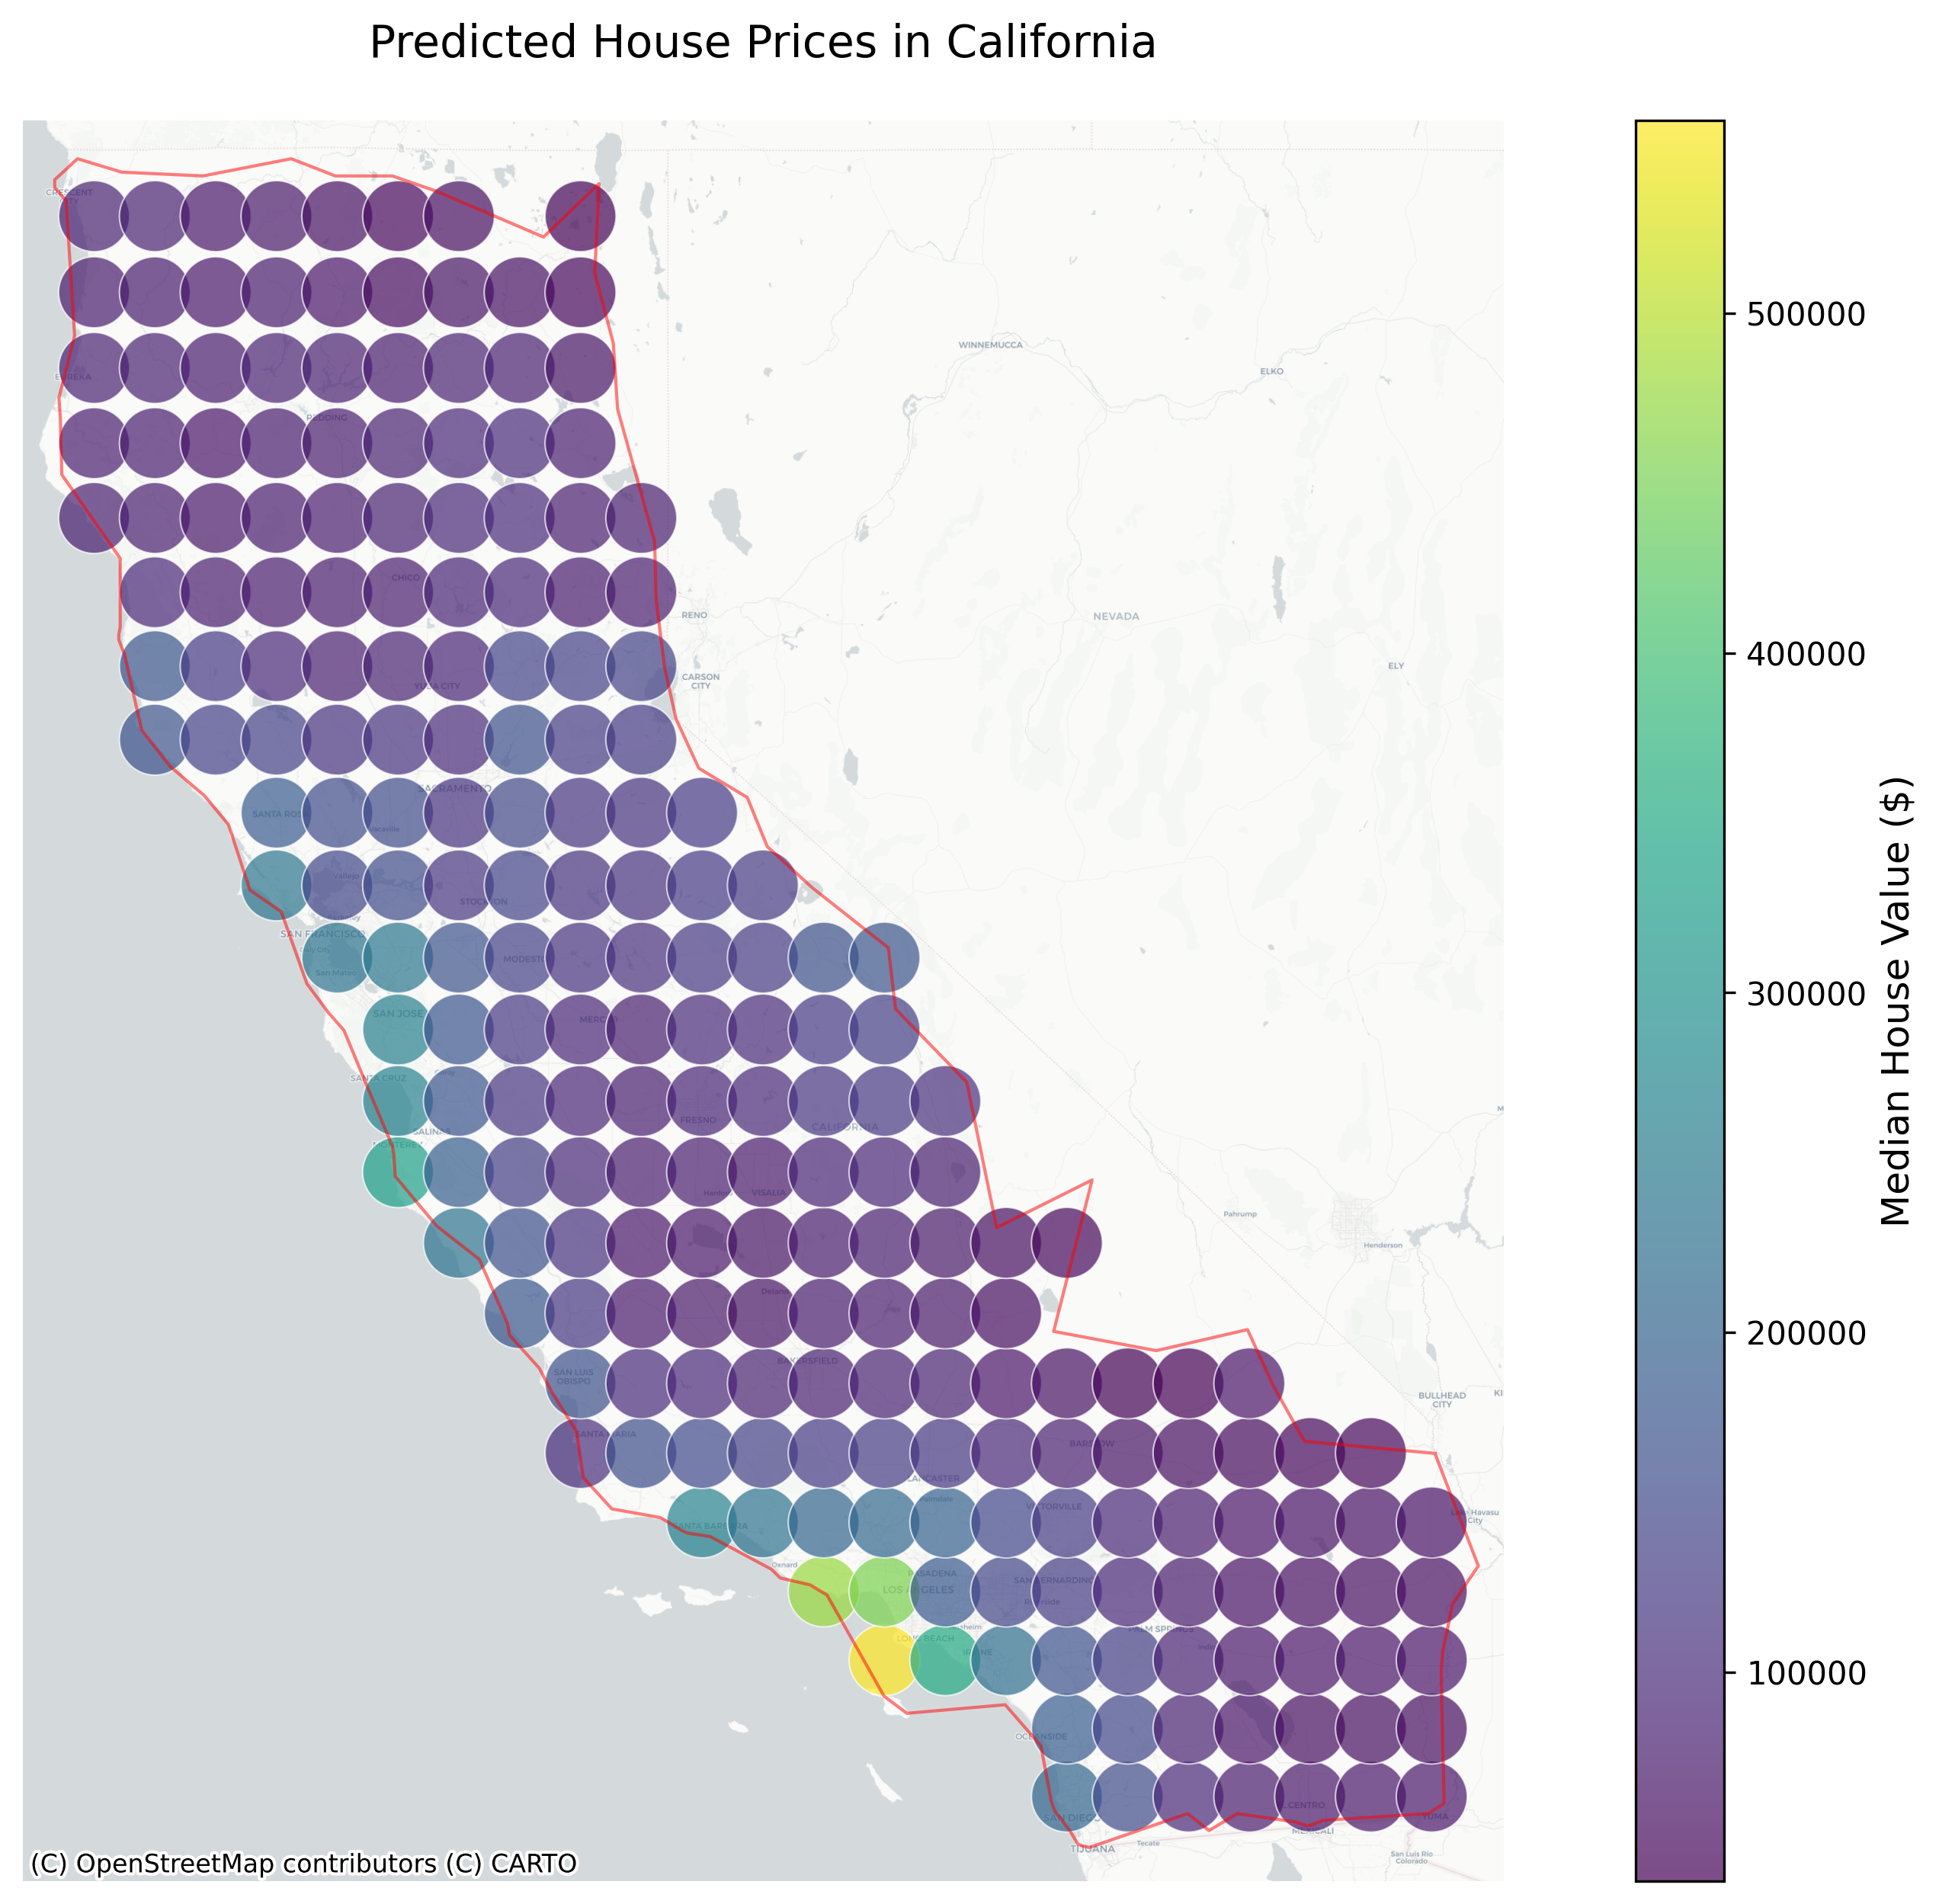 Predicted House Prices in California
CRESCENT
CITY
EUREKA
WINNEMUCCA
ELKO
REDDING
CHICO
RENO
NEVADA
ELY
CARSON
CITY
YUBA CITY
SACRAMENTO
SANTA ROSA
Vacaville
Vallejo
STOCKTON
Berkeley
SAN FRANCISCO
Daly City
MODESTO
San Mateo
SAN JOSE
MERCED
SANTA CRUZ
FRESNO
CALIFORNIA
SALINAS
MONTEREY
Hanford
VISALIA
Pahrump
Henderson
Delano
BAKERSFIELD
SAN LUIS
OBISPO
BULLHEAD
CITY
KI
SANTA MARIA
BARSTOW
LANCASTER
Palmdale
VICTORVILLE
Lake Havasu
City
SANTA BARBARA
Oxnard
PASADENA
LOS ANGELES
SAN BERNARDINO
Riverside
Anaheim
PALM SPRINGS
LONG BEACH
IRVINE
Indio
OCEANSIDE
SAN DIEGO
CENTRO
YUMA
MEXICALI
TIJUANA
Tecate
San Luis Río
Colorado
(C) OpenStreetMap contributors (C) CARTO
500000
400000
300000
200000
100000
Median House Value ($)